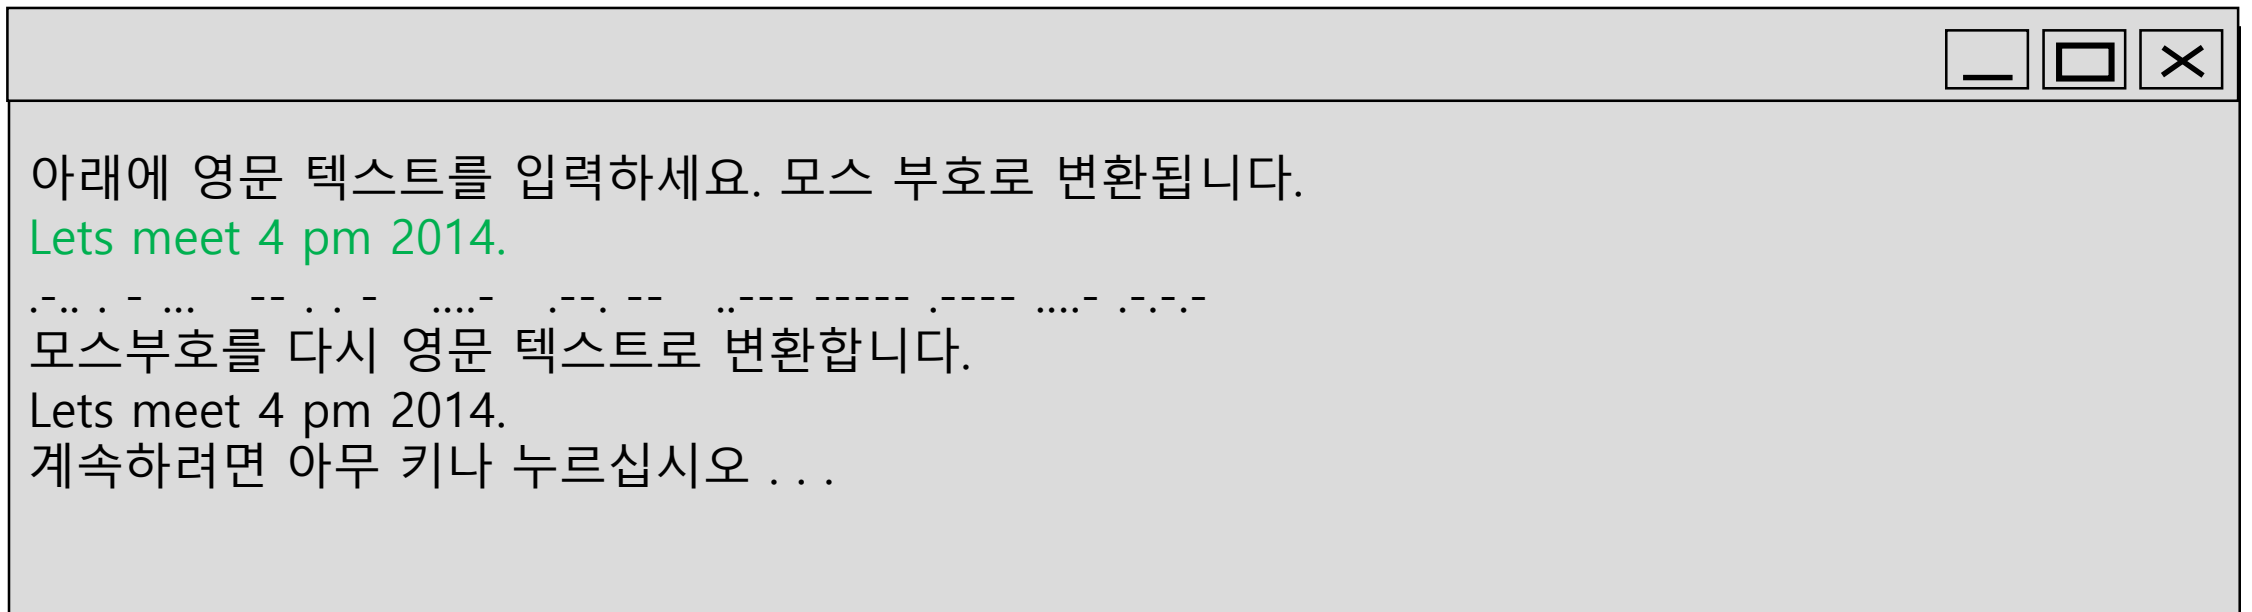 아래에 영문 텍스트를 입력하세요. 모스 부호로 변환됩니다.
Lets meet 4 pm 2014.
.-.. . - ...   -- . . -   ....-   .--. --   ..--- ----- .---- ....- .-.-.-
모스부호를 다시 영문 텍스트로 변환합니다.
Lets meet 4 pm 2014.
계속하려면 아무 키나 누르십시오 . . .